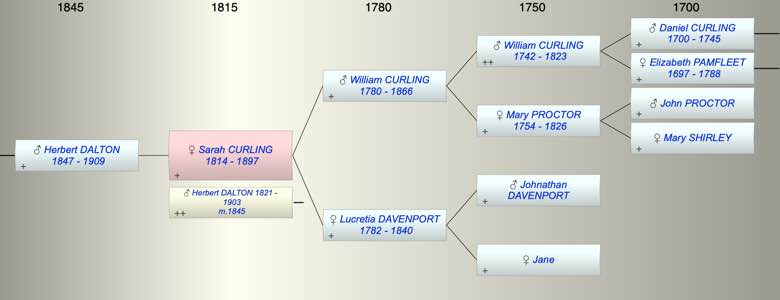 1845 1815 1780 1750 1700
♂ Daniel CURLING
1700 - 1745
+
♂ William CURLING
1742 - 1823
++
♀ Elizabeth PAMFLEET
1697 - 1788
+
♂ William CURLING
1780 - 1866
+
♂ John PROCTOR
+
♀ Mary PROCTOR
1754 - 1826
+
♀ Mary SHIRLEY
+
♂ Herbert DALTON
1847 - 1909
+
♀ Sarah CURLING
1814 - 1897
+
♂ Herbert DALTON 1821 -
1903
m.1845
++
♂ Johnathan
DAVENPORT
+
♀ Lucretia DAVENPORT
1782 - 1840
+
♀ Jane
+